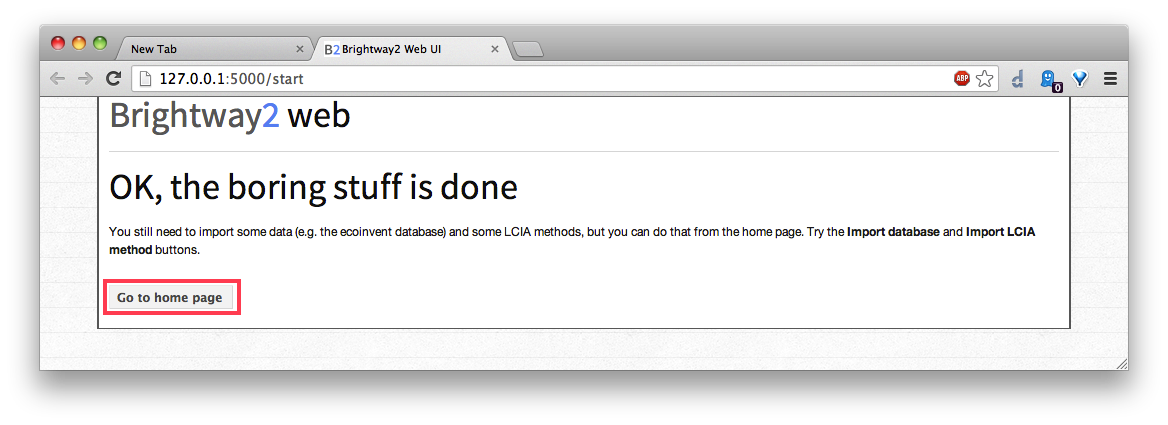 New Tab
B2 Brightway2 Web UI
127.0.0.1:5000/start
ABP
d
0
Brightway2 web
OK, the boring stuff is done
You still need to import some data (e.g. the ecoinvent database) and some LCIA methods, but you can do that from the home page. Try the Import database and Import LCIA
method buttons.
Go to home page